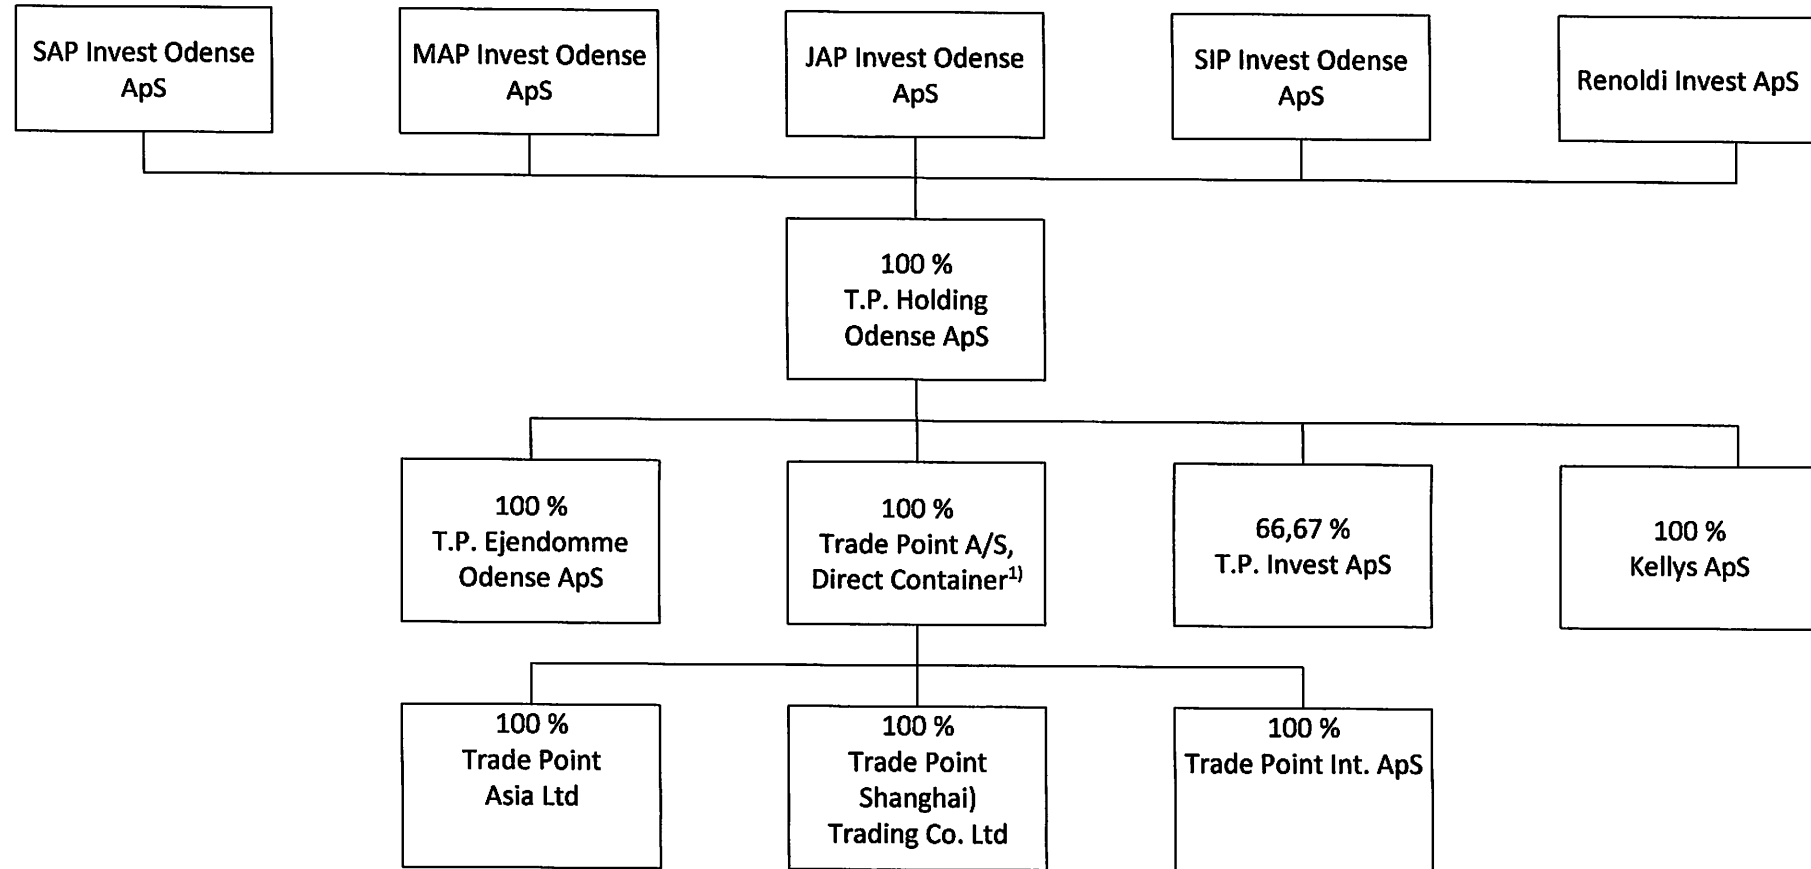 SAP Invest Odense
ApS
MAP Invest Odense
ApS
JAP Invest Odense
ApS
SIP Invest Odense
ApS
Renoldi Invest ApS
100 %
T.P. Holding
Odense ApS
100 %
T.P. Ejendomme
Odense ApS
100 %
Trade Point A/S,
Direct Container¹⁾
66,67 %
T.P. Invest ApS
100 %
Kellys ApS
100 %
Trade Point
Asia Ltd
100 %
Trade Point
Shanghai)
Trading Co. Ltd
100 %
Trade Point Int. ApS